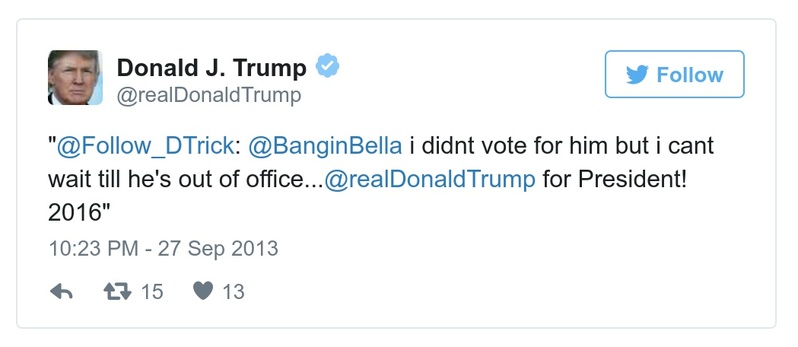 Donald J. Trump
@realDonaldTrump
Follow
"@Follow_DTrick: @BanginBella i didnt vote for him but i cant
wait till he's out of office...@realDonaldTrump for President!
2016"
10:23 PM - 27 Sep 2013
15 13